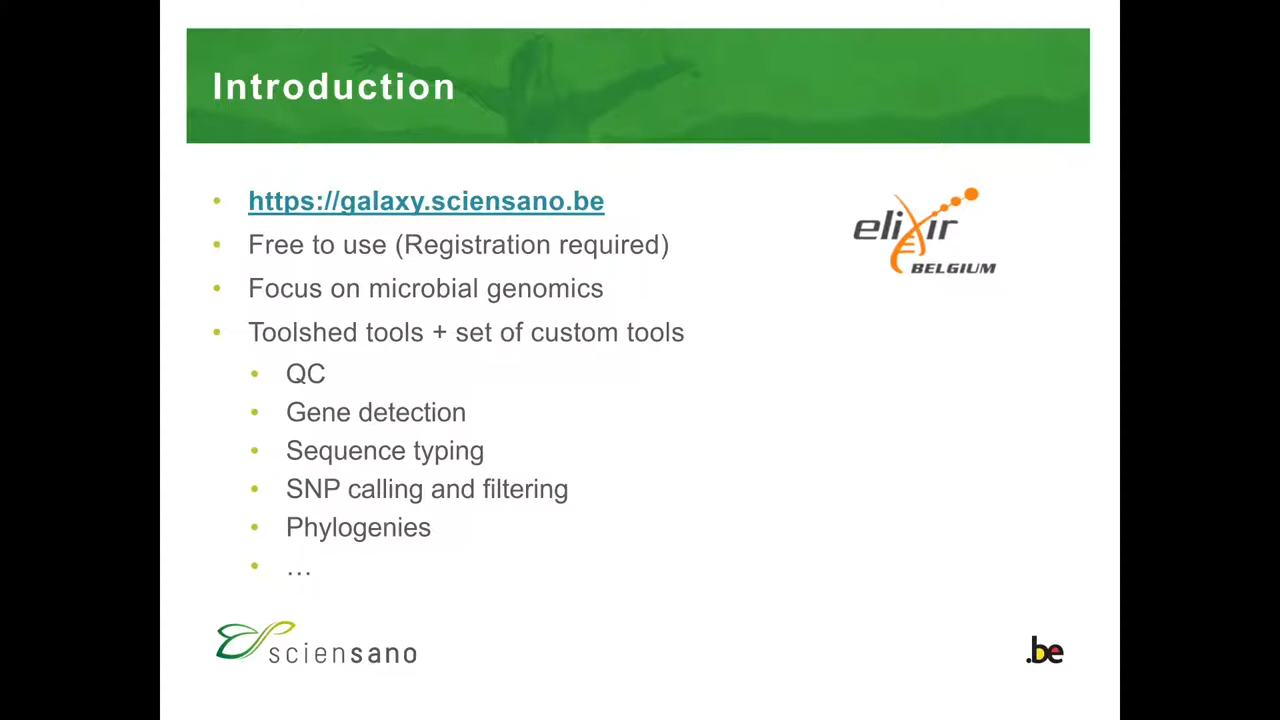 Introduction
• https://galaxy.sciensano.be
• Free to use (Registration required)
• Focus on microbial genomics
• Toolshed tools + set of custom tools
• QC
• Gene detection
• Sequence typing
• SNP calling and filtering
• Phylogenies
• …
elixir
BELGIUM
sciensano
.be